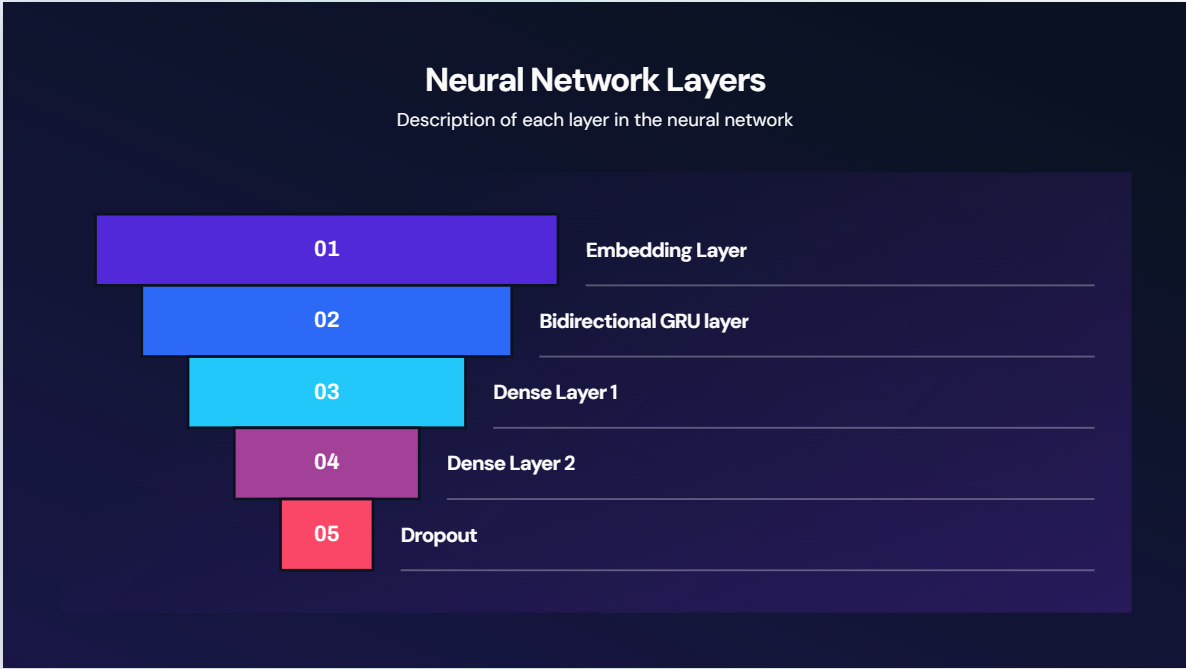 Neural Network Layers
Description of each layer in the neural network
01
Embedding Layer
02
Bidirectional GRU layer
03
Dense Layer 1
04
Dense Layer 2
05
Dropout